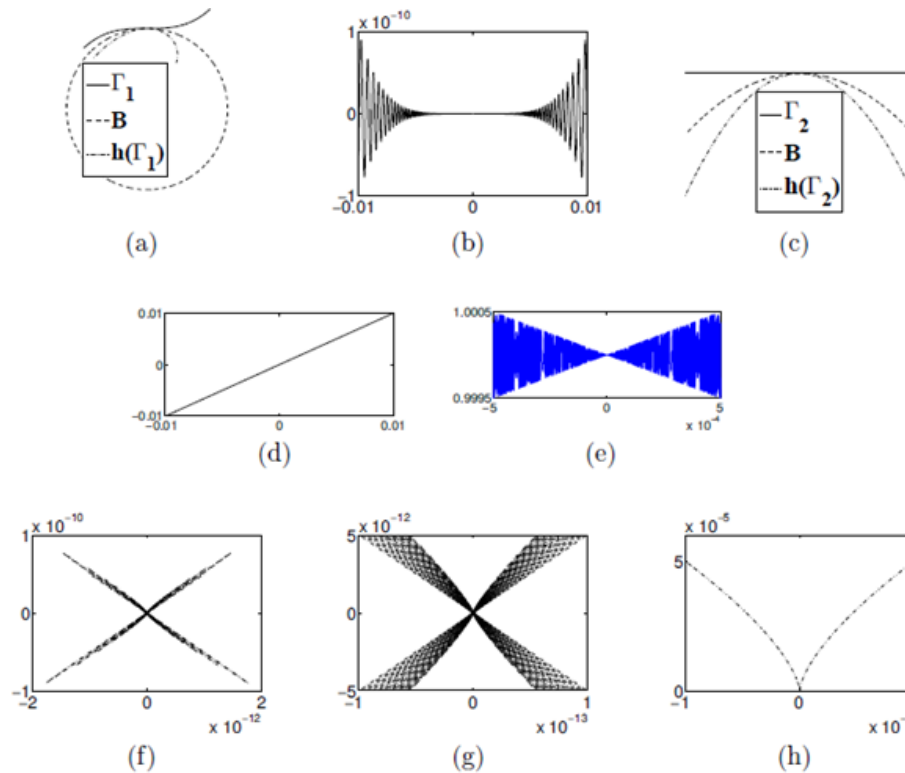 Γ₁
B
h(Γ₁)
(a)
1 x 10⁻¹⁰
0
-1
-0.01 0 0.01
(b)
Γ₂
B
h(Γ₂)
(c)
0.01
0
-0.01
-0.01 0 0.01
(d)
1.0005
1
0.9995
-5 0 5
x 10⁻⁴
(e)
1 x 10⁻¹⁰
0
-1
-2 0 2
x 10⁻¹²
(f)
5 x 10⁻¹²
0
-5
-1 0 1
x 10⁻¹³
(g)
x 10⁻⁵
5
0
-1 0
x 10
(h)